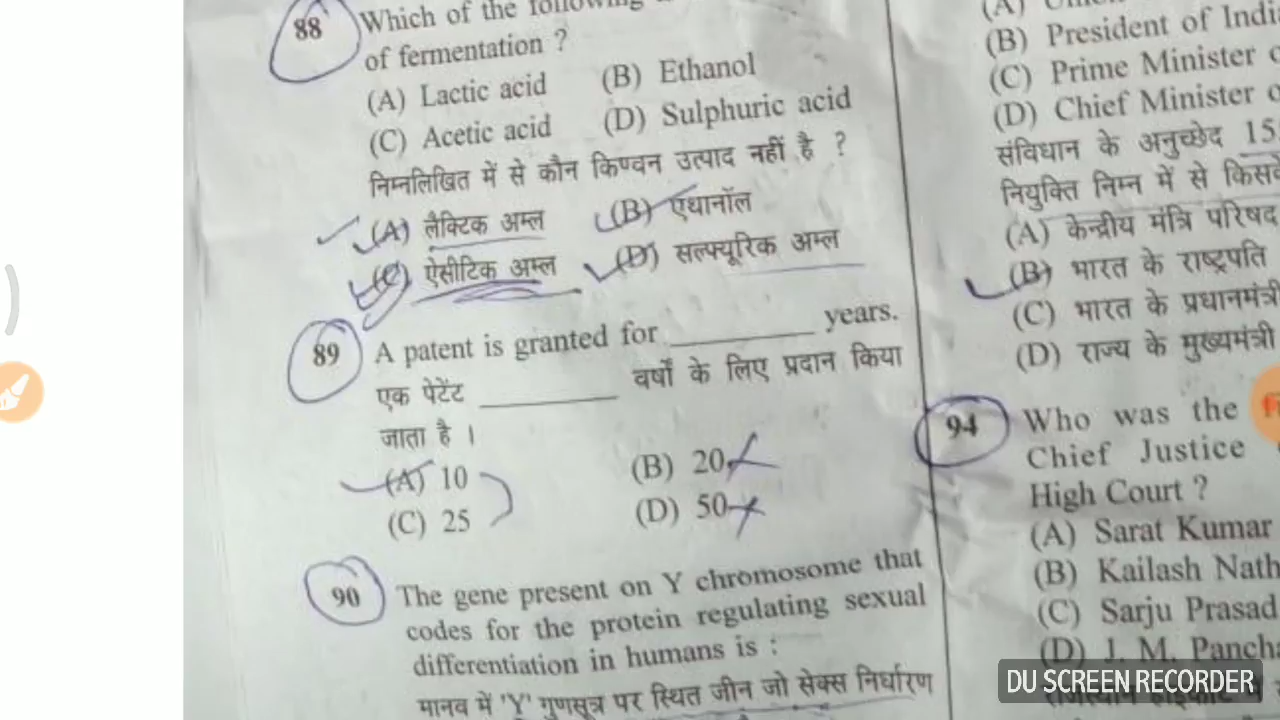 88 Which of the following
of fermentation ?
(A) Lactic acid (B) Ethanol
(C) Acetic acid (D) Sulphuric acid
निम्नलिखित में से कौन किण्वन उत्पाद नहीं है ?
(A) लैक्टिक अम्ल (B) एथानॉल
(C) ऐसीटिक अम्ल (D) सल्फ्यूरिक अम्ल
89 A patent is granted for ________ years.
एक पेटेंट ________ वर्षों के लिए प्रदान किया
जाता है ।
(A) 10 (B) 20
(C) 25 (D) 50
90 The gene present on Y chromosome that
codes for the protein regulating sexual
differentiation in humans is :
मानव में 'Y' गुणसूत्र पर स्थित जीन जो सेक्स निर्धारण
(A)
(B) President of
(C) Prime Minister
(D) Chief Minister
संविधान के अनुच्छेद
नियुक्ति निम्न में से
(A) केन्द्रीय मंत्रि परिषद
(B) भारत के राष्ट्रपति
(C) भारत के प्रधानमंत्री
(D) राज्य के मुख्यमंत्री
94 Who was the
Chief Justice
High Court ?
(A) Sarat Kumar
(B) Kailash Nath
(C) Sarju Prasad
(D) J. M.
DU SCREEN RECORDER